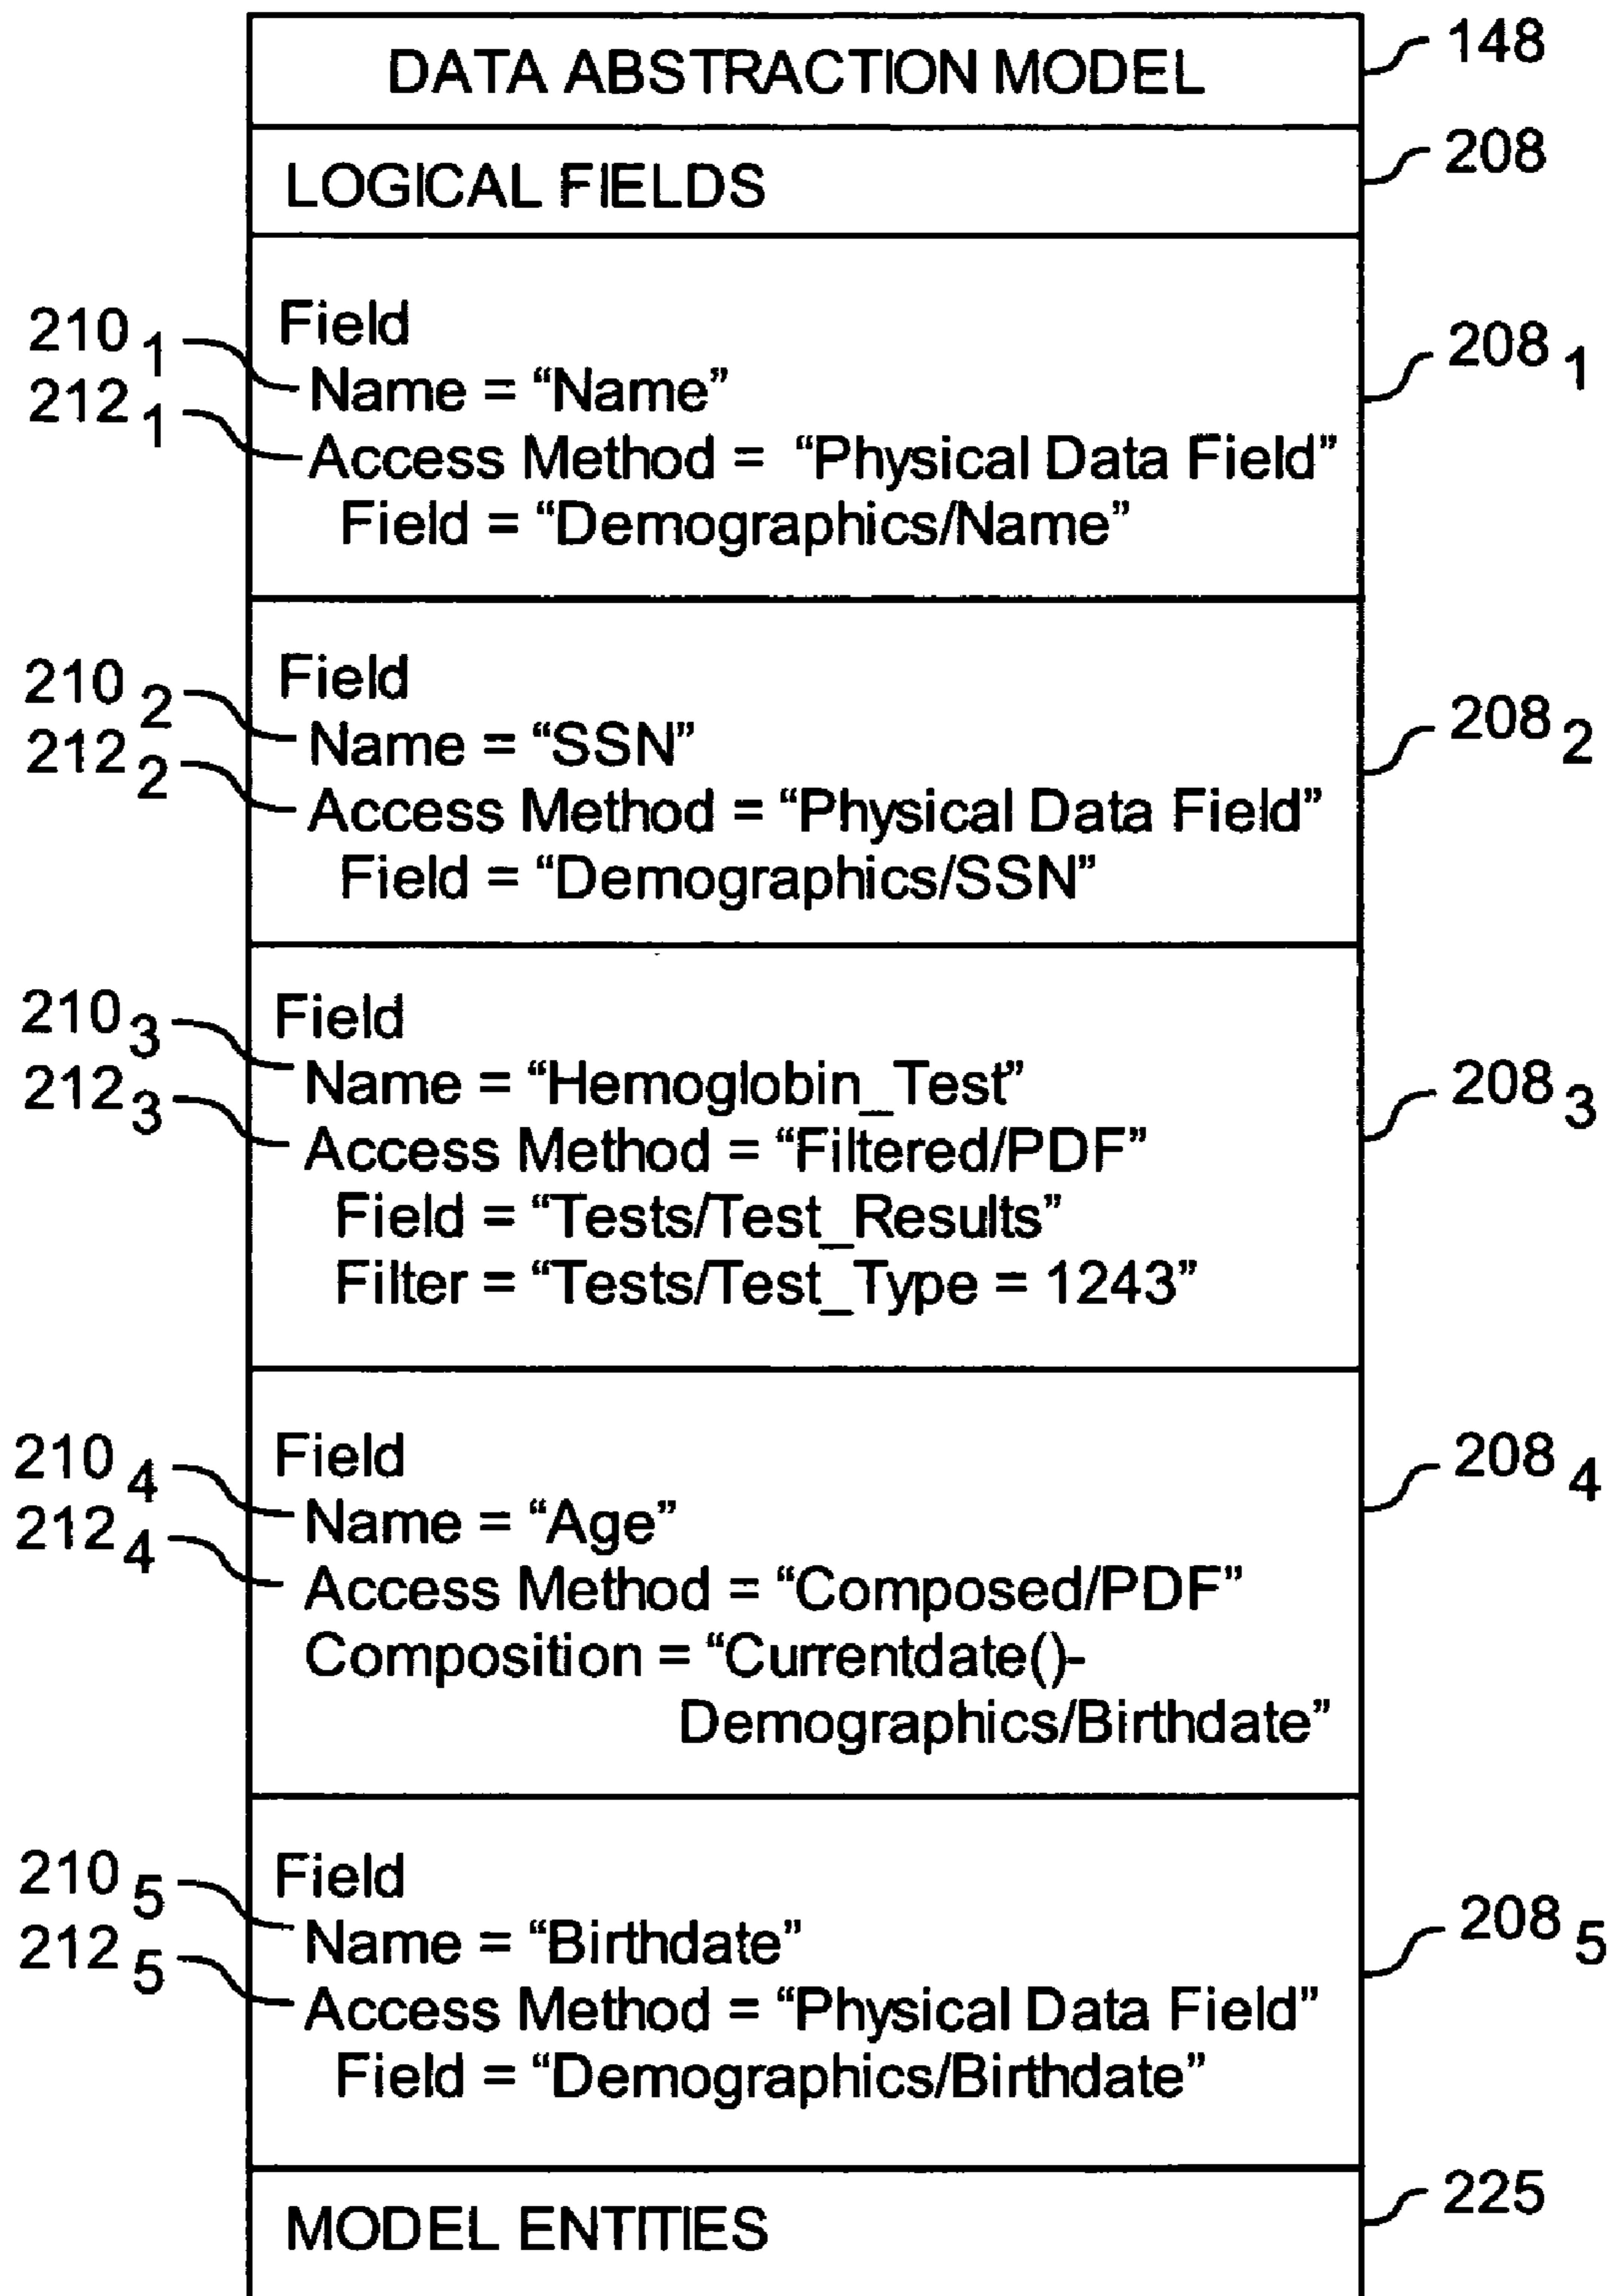 DATA ABSTRACTION MODEL
148
LOGICAL FIELDS
208
Field
210 1
Name = “Name”
208 1
212 1
Access Method = “Physical Data Field”
Field = “Demographics/Name”
Field
210 2
Name = “SSN”
208 2
212 2
Access Method = “Physical Data Field”
Field = “Demographics/SSN”
Field
210 3
Name = “Hemoglobin_Test”
208 3
212 3
Access Method = “Filtered/PDF”
Field = “Tests/Test_Results”
Filter = “Tests/Test_Type = 1243”
Field
210 4
Name = “Age”
208 4
212 4
Access Method = “Composed/PDF”
Composition = “Currentdate()-
Demographics/Birthdate”
Field
210 5
Name = “Birthdate”
208 5
212 5
Access Method = “Physical Data Field”
Field = “Demographics/Birthdate”
MODEL ENTITIES
225